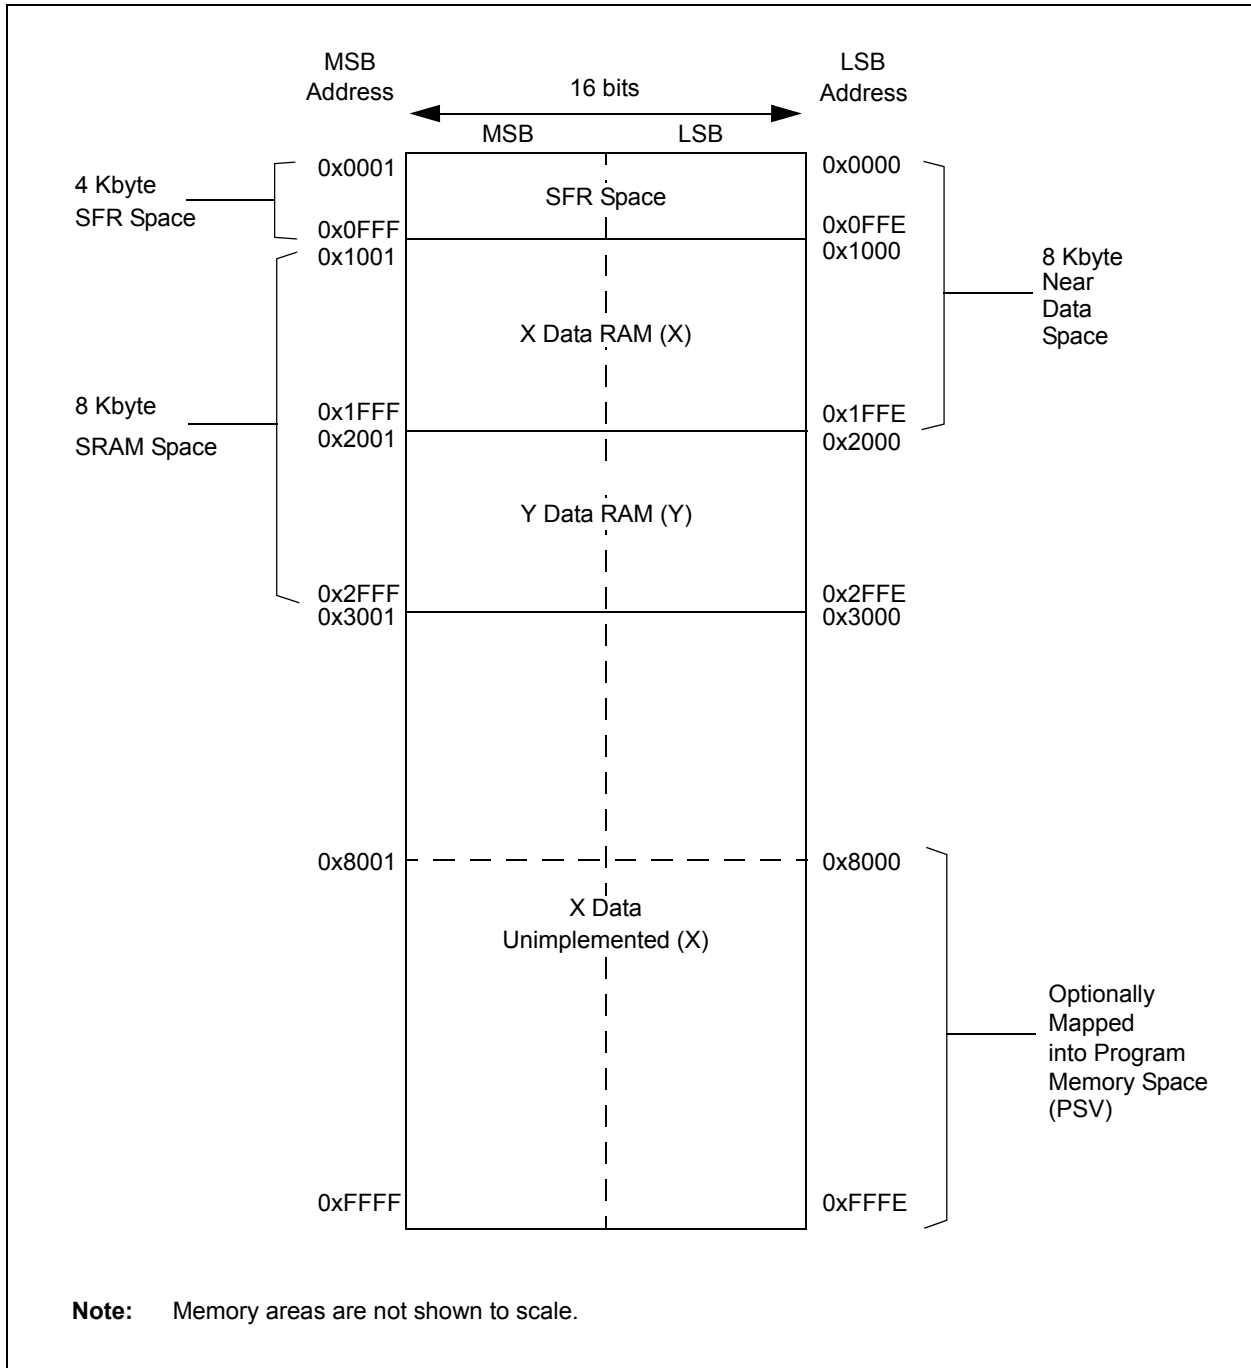 MSB
Address
LSB
Address
16 bits
MSB
LSB
4 Kbyte
SFR Space
0x0001
SFR Space
0x0000
0x0FFF
0x0FFE
0x1001
0x1000
8 Kbyte
Near
Data
Space
X Data RAM (X)
8 Kbyte
SRAM Space
0x1FFF
0x1FFE
0x2001
0x2000
Y Data RAM (Y)
0x2FFF
0x2FFE
0x3001
0x3000
0x8001
0x8000
X Data
Unimplemented (X)
Optionally
Mapped
into Program
Memory Space
(PSV)
0xFFFF
0xFFFE
Note: Memory areas are not shown to scale.